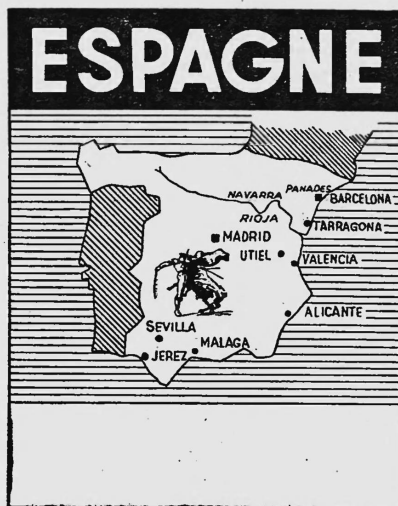 ESPAGNE
NAVARRA PANADES
BARCELONA
RIOJA
TARRAGONA
MADRID
UTIEL
VALENCIA
ALICANTE
SEVILLA
MALAGA
JEREZ